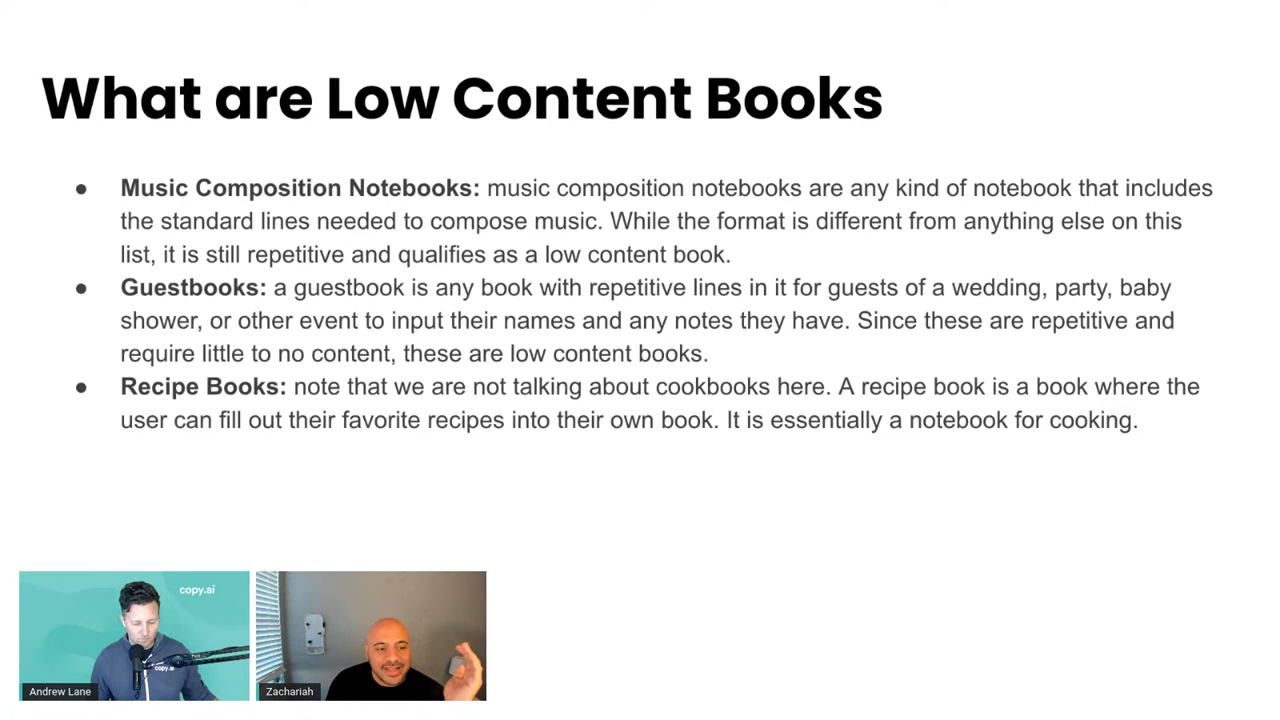 What are Low Content Books
● Music Composition Notebooks: music composition notebooks are any kind of notebook that includes
the standard lines needed to compose music. While the format is different from anything else on this
list, it is still repetitive and qualifies as a low content book.
● Guestbooks: a guestbook is any book with repetitive lines in it for guests of a wedding, party, baby
shower, or other event to input their names and any notes they have. Since these are repetitive and
require little to no content, these are low content books.
● Recipe Books: note that we are not talking about cookbooks here. A recipe book is a book where the
user can fill out their favorite recipes into their own book. It is essentially a notebook for cooking.
copy.ai
copy.ai
Andrew Lane
Zachariah